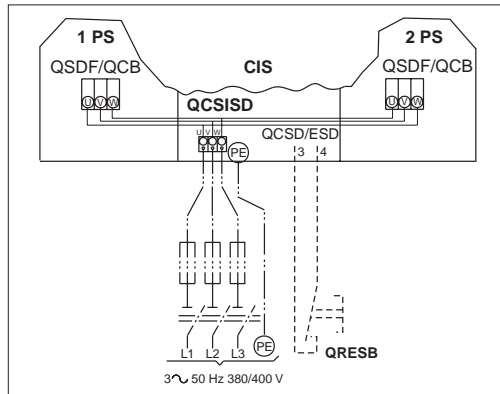 1 PS
2 PS
QSDF/QCB
CIS
QSDF/QCB
U V W
QCSISD
U V W
U V W
QCSD/ESD
PE
3 4
L1 L2 L3
PE
QRESB
3∿ 50 Hz 380/400 V